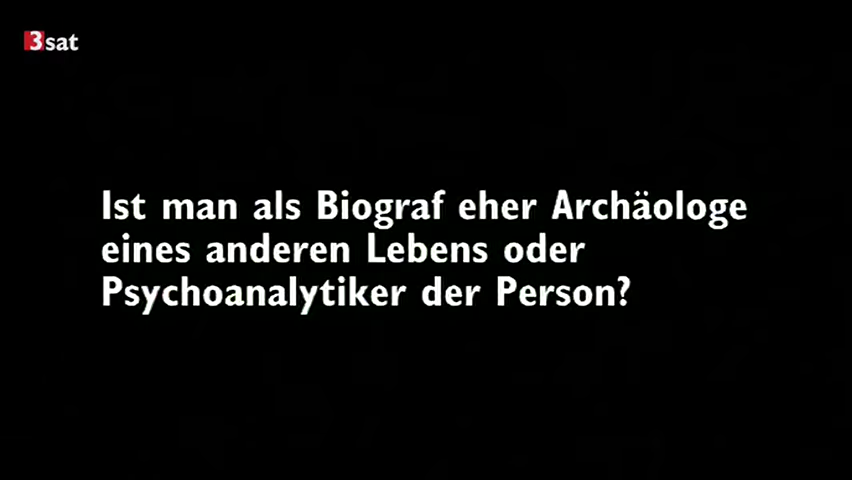 3sat
Ist man als Biograf eher Archäologe
eines anderen Lebens oder
Psychoanalytiker der Person?